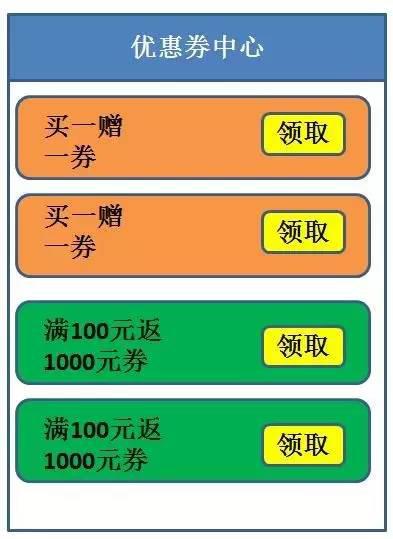 优惠券中心
买一赠
一券
领取
买一赠
一券
领取
满100元返
1000元券
领取
满100元返
1000元券
领取